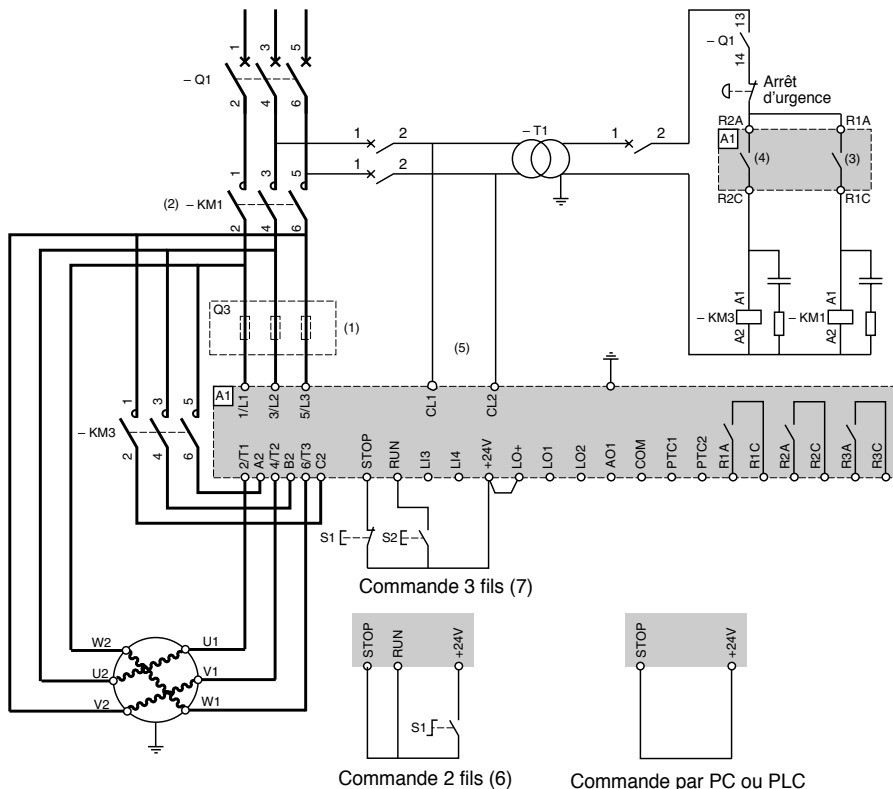 1 3 5
– Q1
2 4 6
13
– Q1
14
Arrêt
d'urgence
1 2
1 2
– T1
1 2
R2A R1A
A1
(4) (3)
R2C R1C
1 3 5
(2) – KM1
2 4 6
A1 A1
– KM3 – KM1
A2 A2
Q3
(1)
(5)
A1
1/L1 3/L2 5/L3 CL1 CL2
1 3 5
– KM3
2 4 6
2/T1 A2 4/T2 B2 6/T3 C2 STOP RUN LI3 LI4 +24V LO+ LO1 LO2 AO1 COM PTC1 PTC2 R1A R1C R2A R2C R3A R3C
S1 S2
Commande 3 fils (7)
W2 U1
U2 V1
V2 W1
STOP RUN +24V
S1
Commande 2 fils (6)
STOP +24V
Commande par PC ou PLC